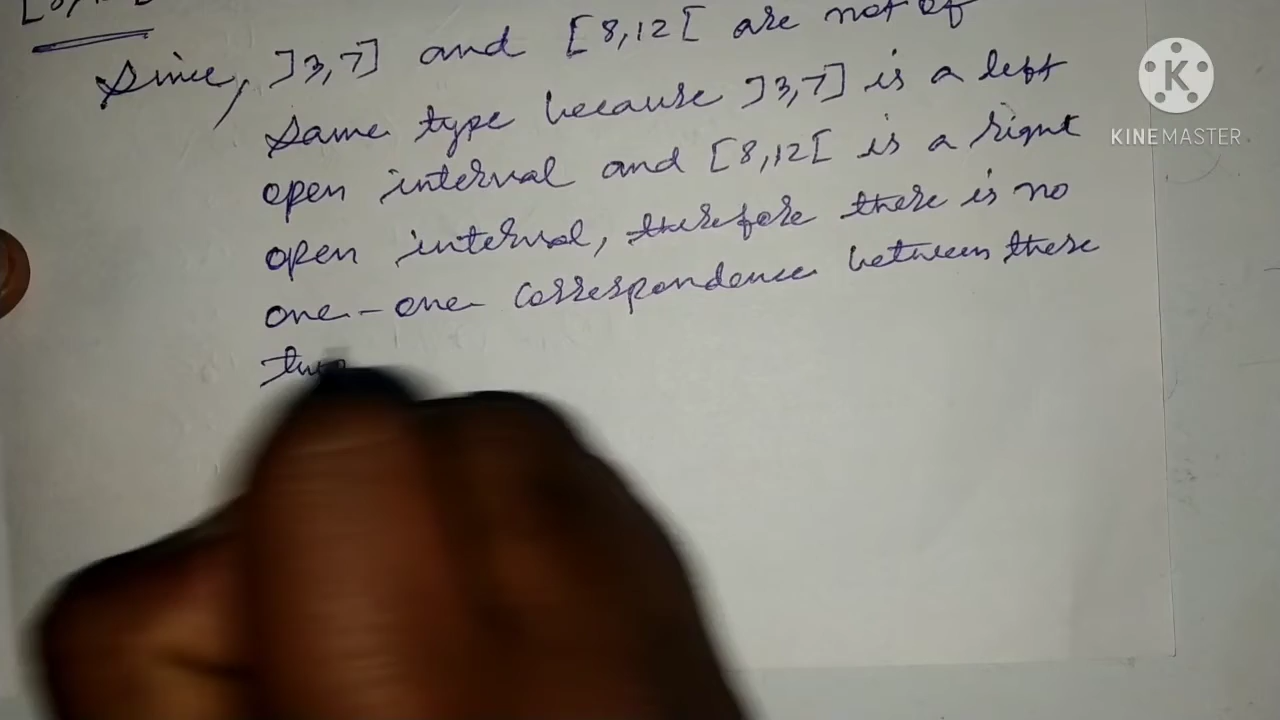 Since, ]3,7] and [8,12[ are not of
same type because ]3,7] is a left
open interval and [8,12[ is a right
open interval, therefore there is no
one-one correspondence between these
K
KINEMASTER